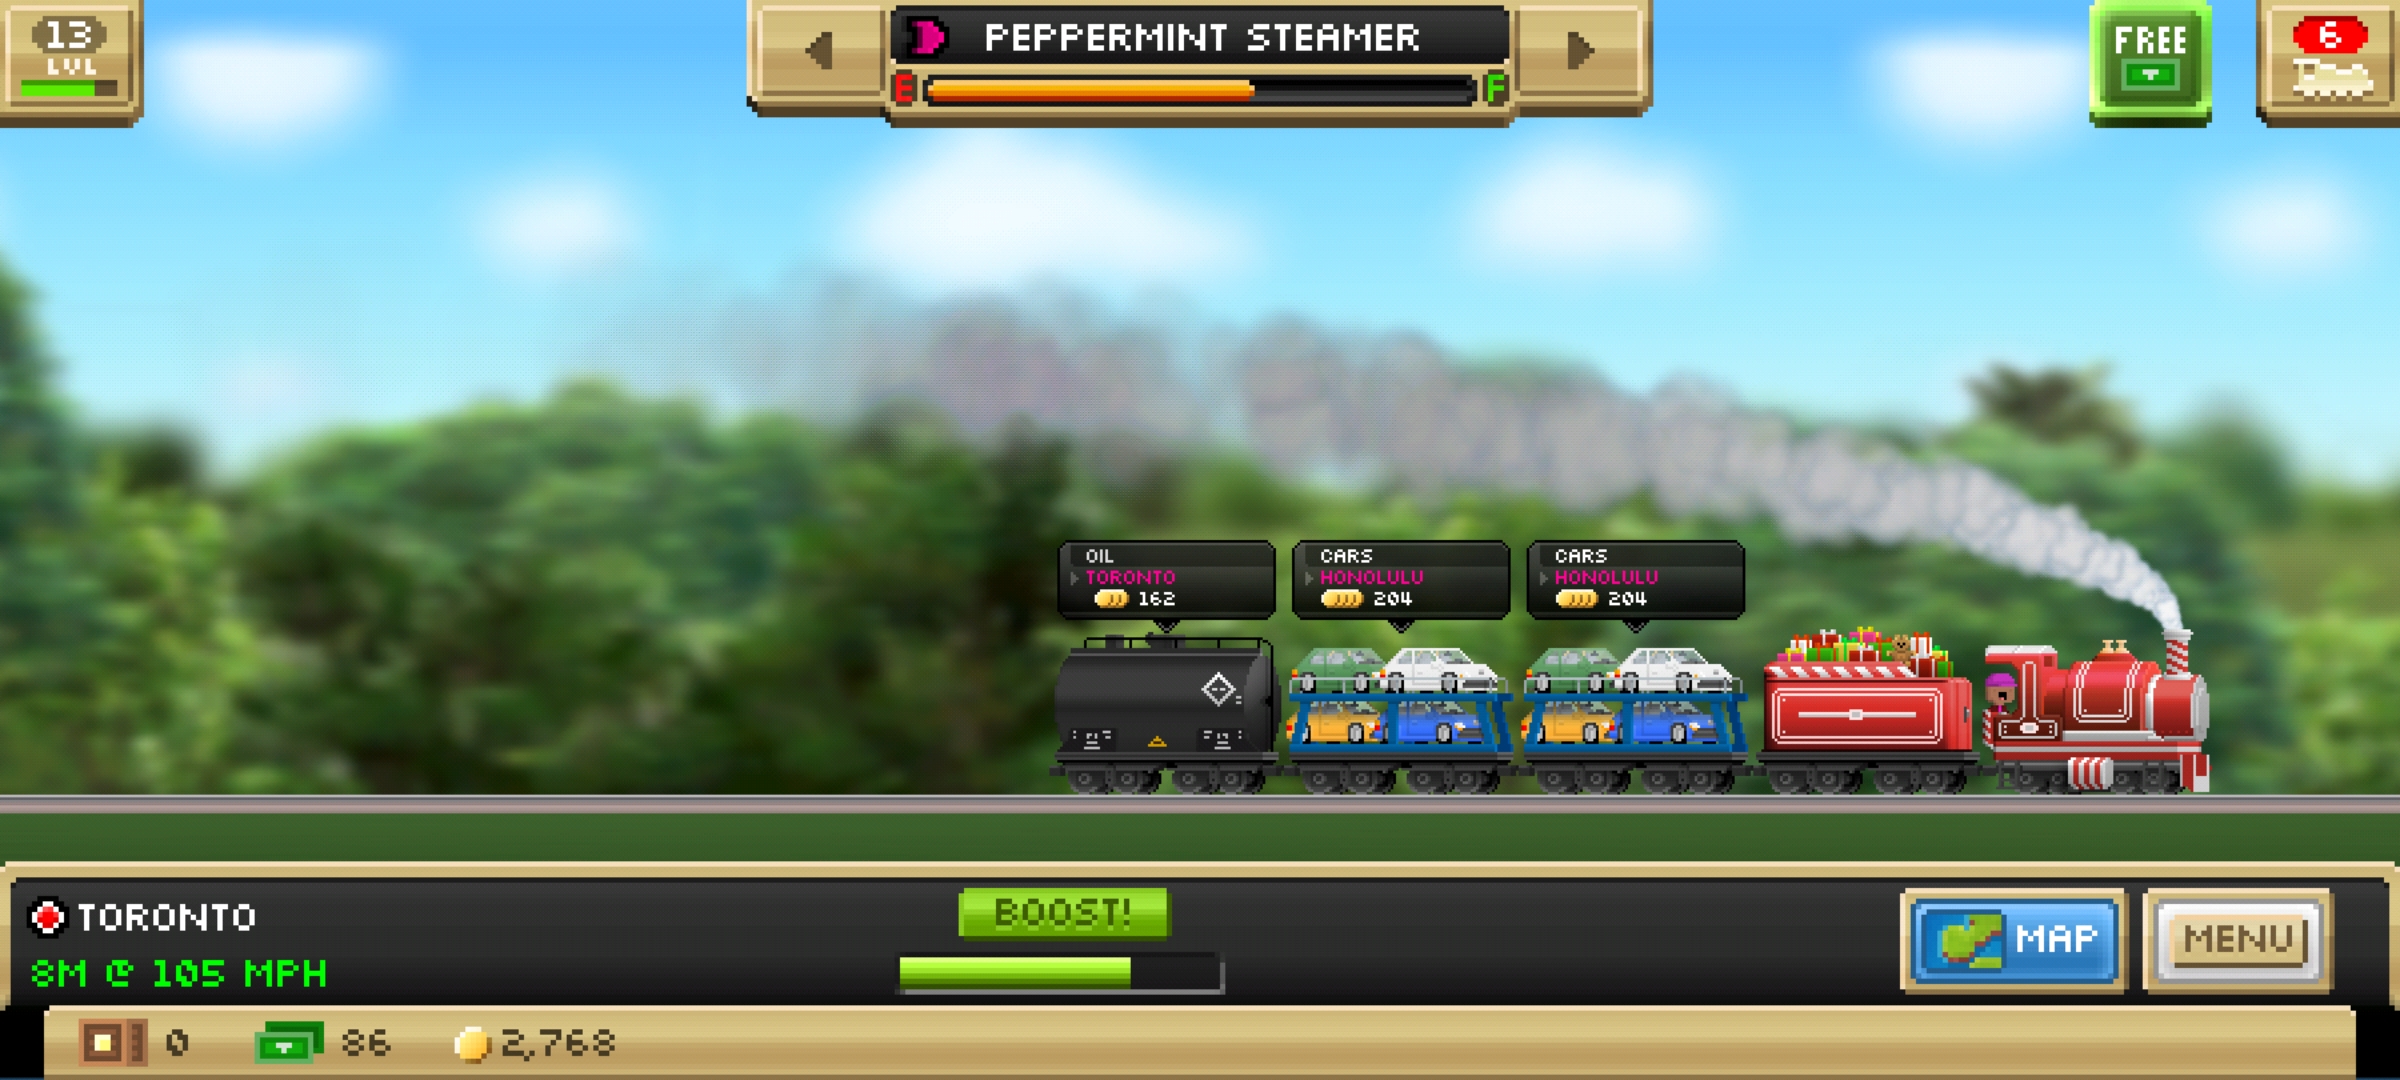 13
LVL
PEPPERMINT STEAMER
E
F
FREE
6
OIL
TORONTO
162
CARS
HONOLULU
204
CARS
HONOLULU
204
TORONTO
8M @ 105 MPH
BOOST!
MAP
MENU
0
86
2,768